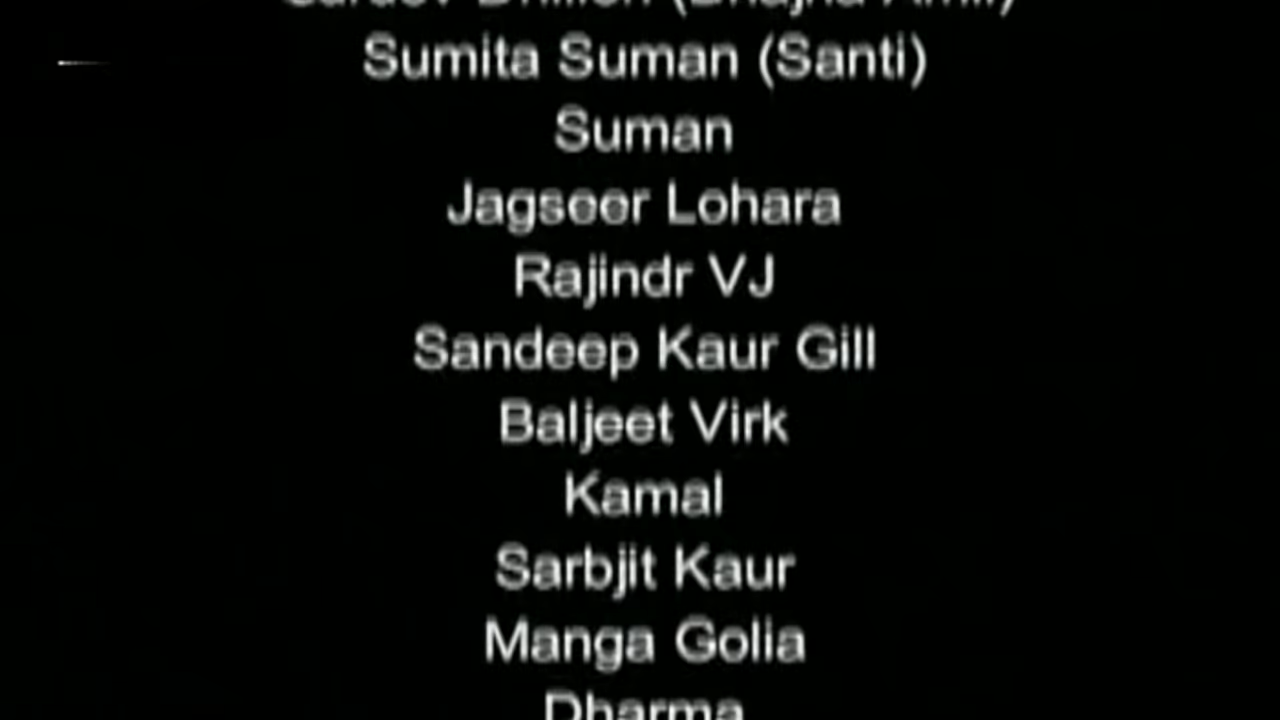 Sumita Suman (Santi)
Suman
Jagseer Lohara
Rajindr VJ
Sandeep Kaur Gill
Baljeet Virk
Kamal
Sarbjit Kaur
Manga Golia
Dharma